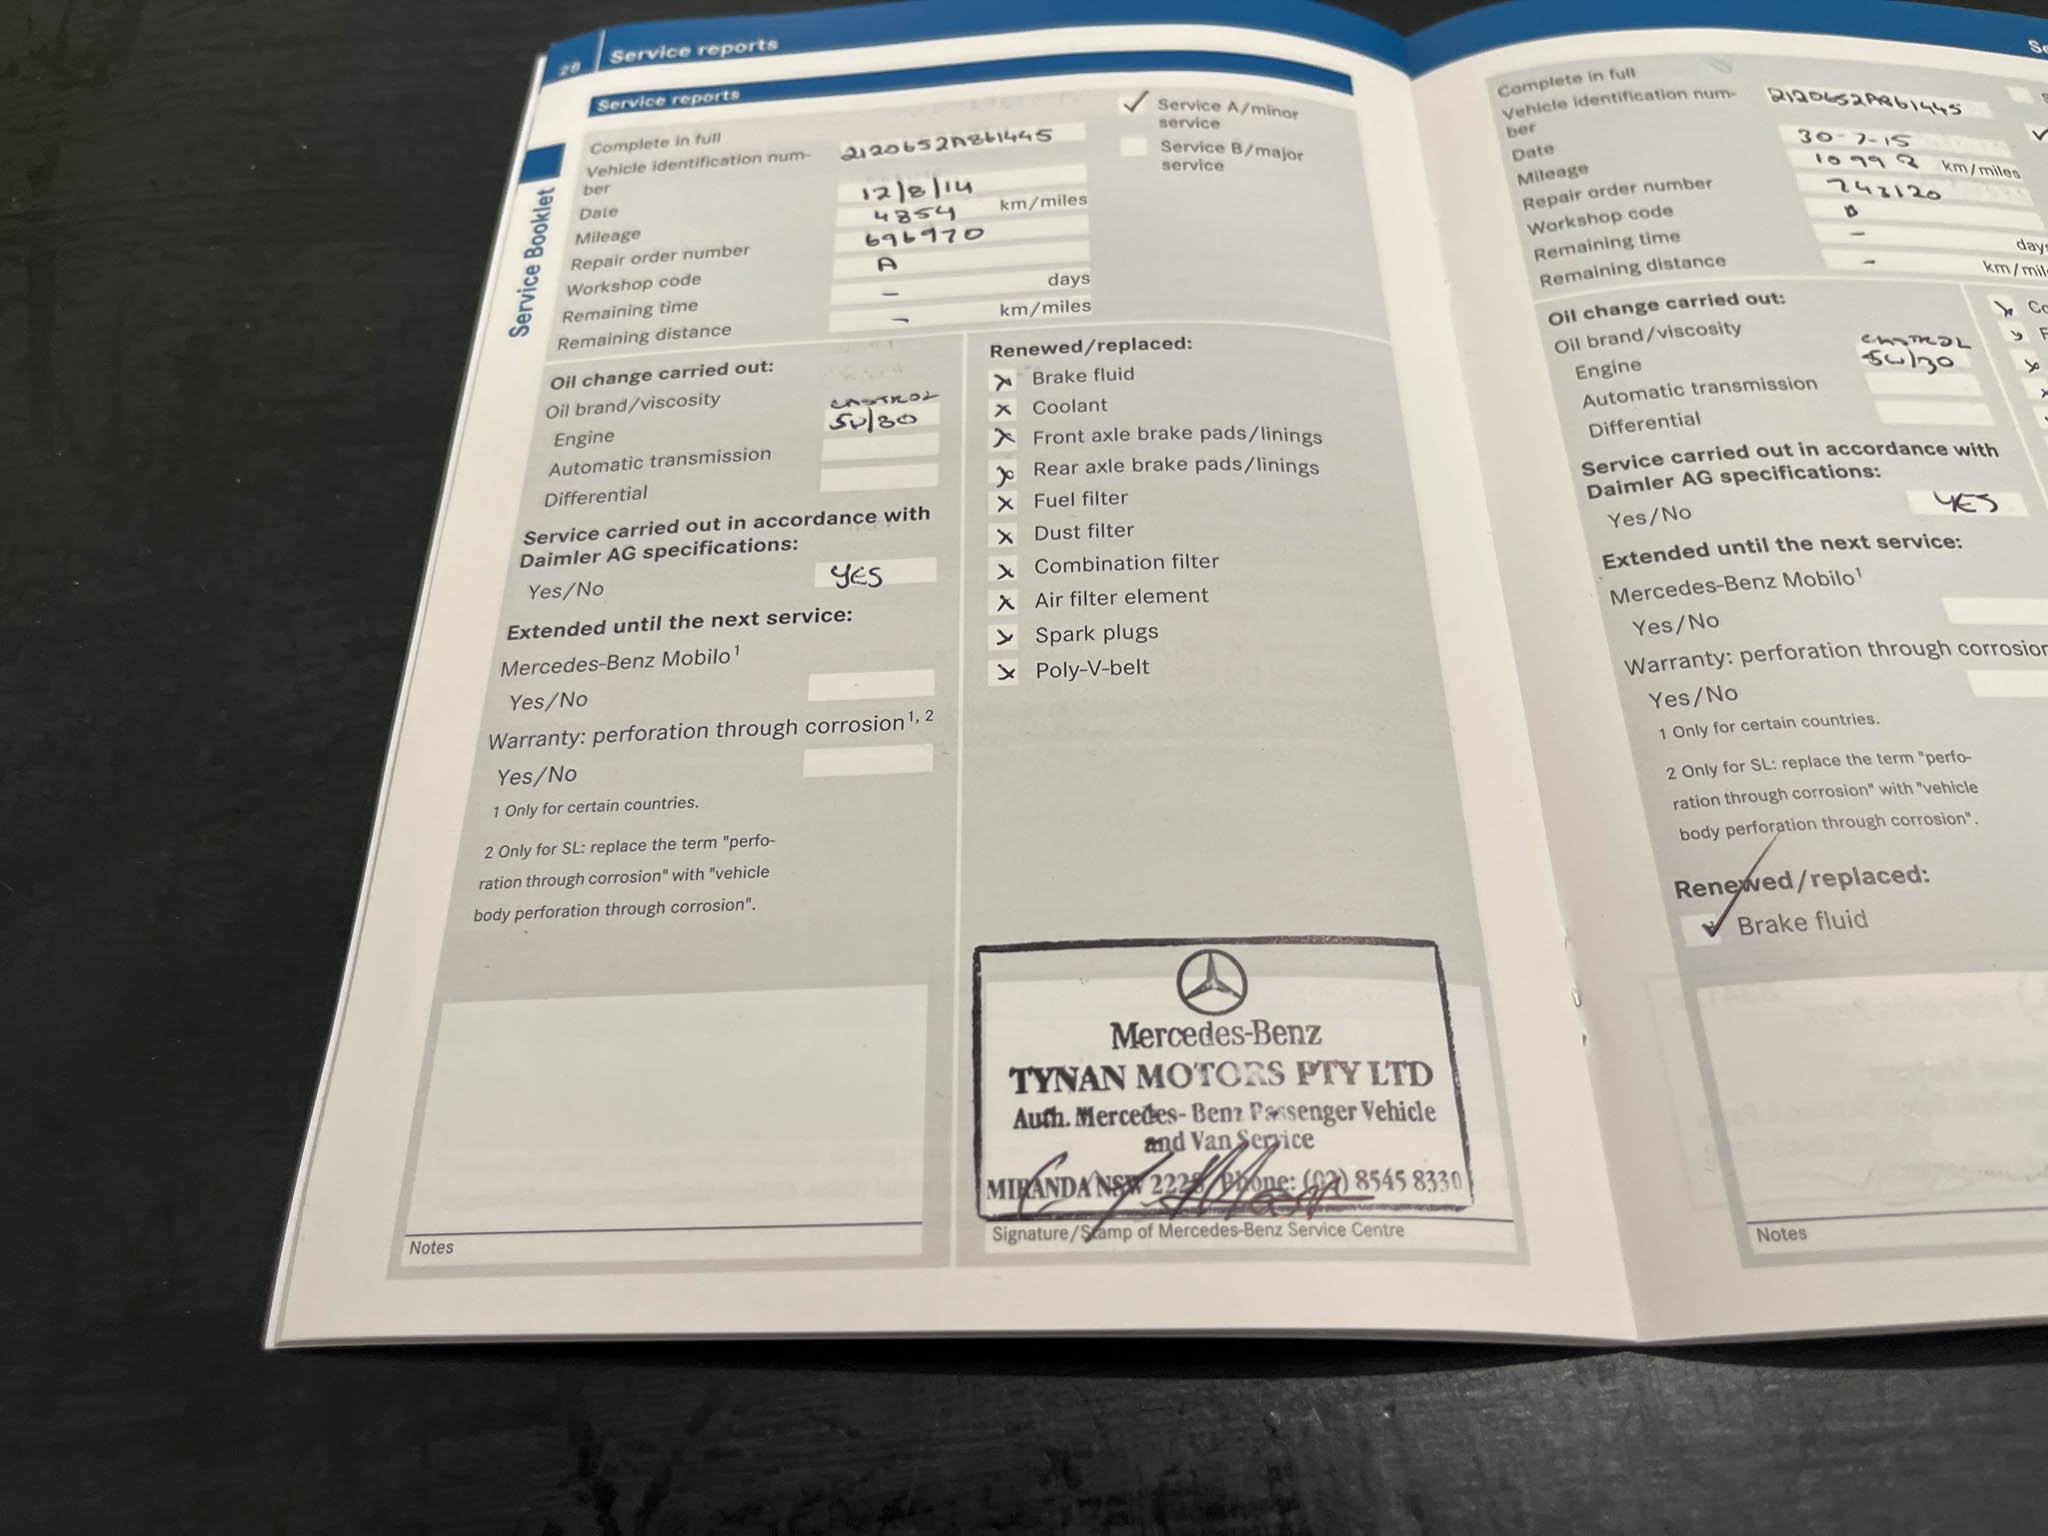 28 Service reports
Service reports
Service Booklet
Complete in full
Vehicle identification num-
ber
2120652A861445
Date 12/8/14
Mileage 4854 km/miles
Repair order number 696970
Workshop code A
Remaining time - days
Remaining distance - km/miles
Service A/minor
service
Service B/major
service
Oil change carried out:
Oil brand/viscosity CASTROL
Engine 5W/30
Automatic transmission
Differential
Service carried out in accordance with
Daimler AG specifications:
Yes/No YES
Extended until the next service:
Mercedes-Benz Mobilo1
Yes/No
Warranty: perforation through corrosion1, 2
Yes/No
1 Only for certain countries.
2 Only for SL: replace the term "perfo-
ration through corrosion" with "vehicle
body perforation through corrosion".
Notes
Renewed/replaced:
x Brake fluid
x Coolant
x Front axle brake pads/linings
x Rear axle brake pads/linings
x Fuel filter
x Dust filter
x Combination filter
x Air filter element
x Spark plugs
x Poly-V-belt
Mercedes-Benz
TYNAN MOTORS PTY LTD
Auth. Mercedes-Benz Passenger Vehicle
and Van Service
MIRANDA NSW 2228 Phone: (02) 8545 8330
Signature/Stamp of Mercedes-Benz Service Centre
Complete in full
Vehicle identification num-
ber
2120652A861445
Date 30-7-15
Mileage 10998 km/miles
Repair order number 743120
Workshop code B
Remaining time - days
Remaining distance -
Oil change carried out:
Oil brand/viscosity CASTROL
Engine 5W/30
Automatic transmission
Differential
Service carried out in accordance with
Daimler AG specifications:
Yes/No YES
Extended until the next service:
Mercedes-Benz Mobilo1
Yes/No
Warranty: perforation through corrosion
Yes/No
1 Only for certain countries.
2 Only for SL: replace the term "perfo-
ration through corrosion" with "vehicle
body perforation through corrosion".
Renewed/replaced:
Brake fluid
Notes